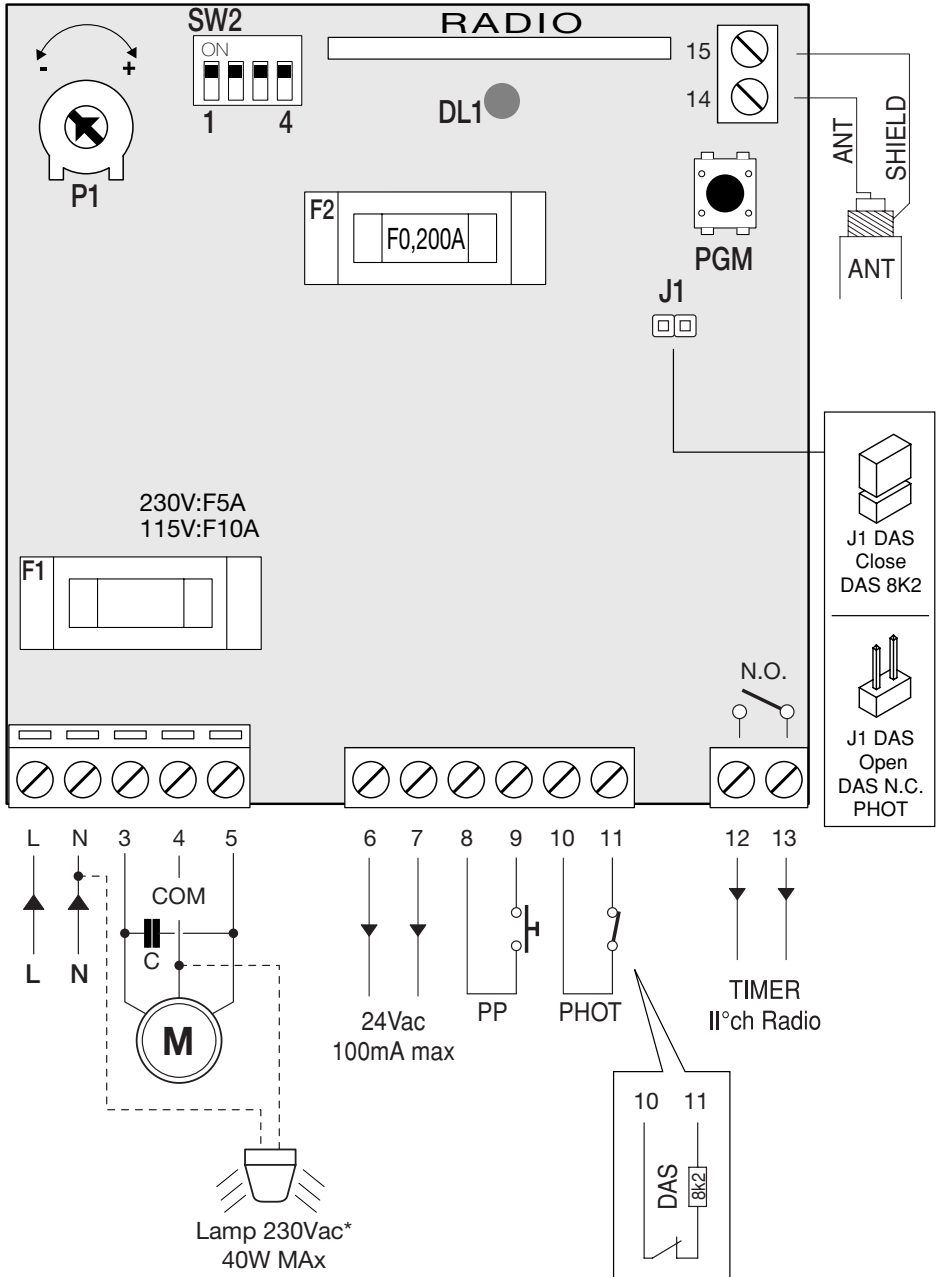 SW2
RADIO
ON
- +
1 4
P1
DL1
15
14
ANT
SHIELD
ANT
PGM
F2
F0,200A
J1
J1 DAS
Close
DAS 8K2
J1 DAS
Open
DAS N.C.
PHOT
230V:F5A
115V:F10A
F1
N.O.
L N 3 4 5 6 7 8 9 10 11 12 13
COM
C
L N
M
24Vac
100mA max
PP
PHOT
TIMER
II°ch Radio
10 11
DAS
8k2
Lamp 230Vac*
40W MAx